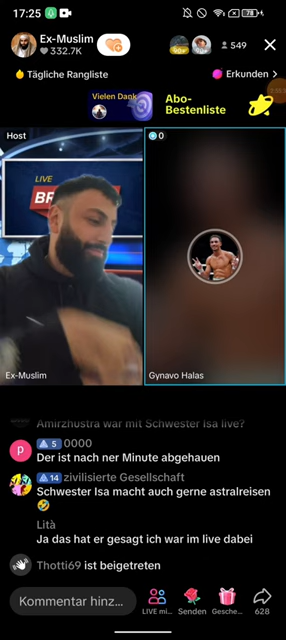 17:25
78
Ex-Muslim
332.7K
549
Tägliche Rangliste
Erkunden >
Vielen Dank
Abo-
Bestenliste
Host
0
LIVE
BR
Ex-Muslim
Gynavo Halas
Amirzhustra war mit Schwester Isa live?
P 5 0000
Der ist nach ner Minute abgehauen
14 zivilisierte Gesellschaft
Schwester Isa macht auch gerne astralreisen
🤣
Lità
Ja das hat er gesagt ich war im live dabei
Thotti69 ist beigetreten
Kommentar hinz...
LIVE mi... Senden Gesche... 628